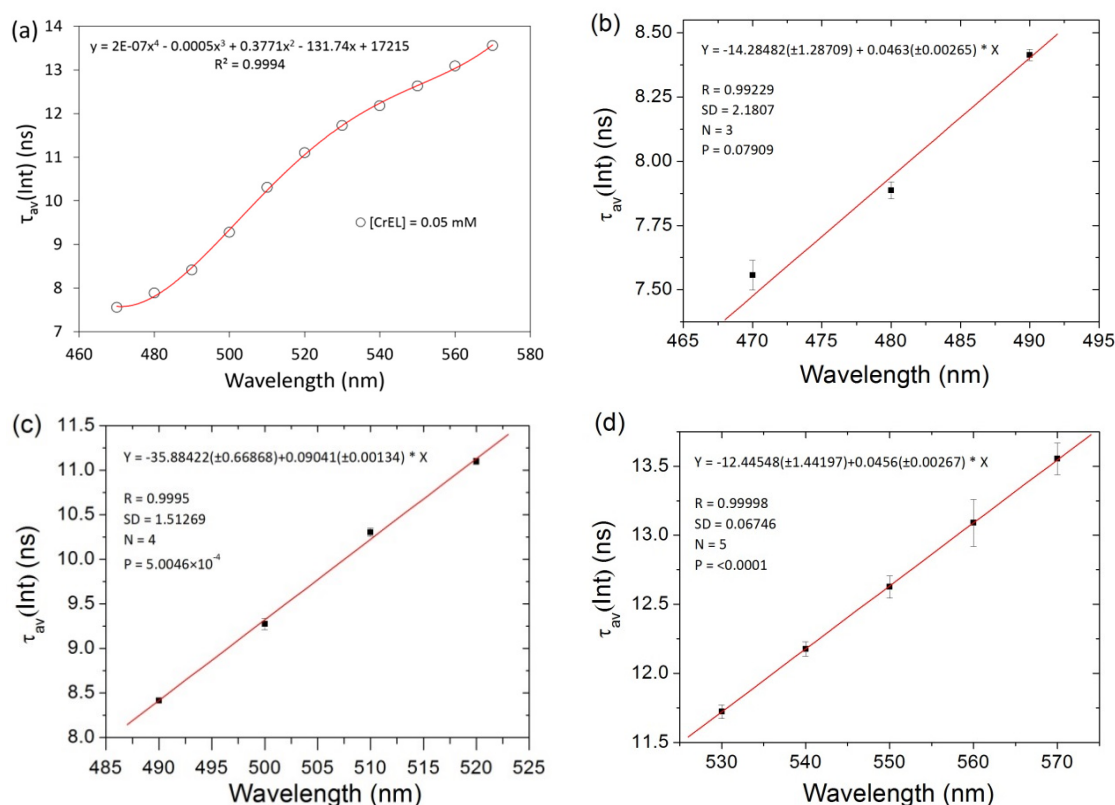 (a)
y = 2E-07x⁴ - 0.0005x³ + 0.3771x² - 131.74x + 17215
R² = 0.9994
14
13
12
11
10
9
8
7
τav(Int) (ns)
[CrEL] = 0.05 mM
460 480 500 520 540 560 580
Wavelength (nm)
(b)
Y = -14.28482(±1.28709) + 0.0463(±0.00265) * X
R = 0.99229
SD = 2.1807
N = 3
P = 0.07909
8.50
8.25
8.00
7.75
7.50
τav(Int) (ns)
465 470 475 480 485 490 495
Wavelength (nm)
(c)
Y = -35.88422(±0.66868)+0.09041(±0.00134) * X
R = 0.9995
SD = 1.51269
N = 4
P = 5.0046×10⁻⁴
11.5
11.0
10.5
10.0
9.5
9.0
8.5
8.0
τav(Int) (ns)
485 490 495 500 505 510 515 520 525
Wavelength (nm)
(d)
Y = -12.44548(±1.44197)+0.0456(±0.00267) * X
R = 0.99998
SD = 0.06746
N = 5
P = <0.0001
13.5
13.0
12.5
12.0
11.5
τav(Int) (ns)
530 540 550 560 570
Wavelength (nm)